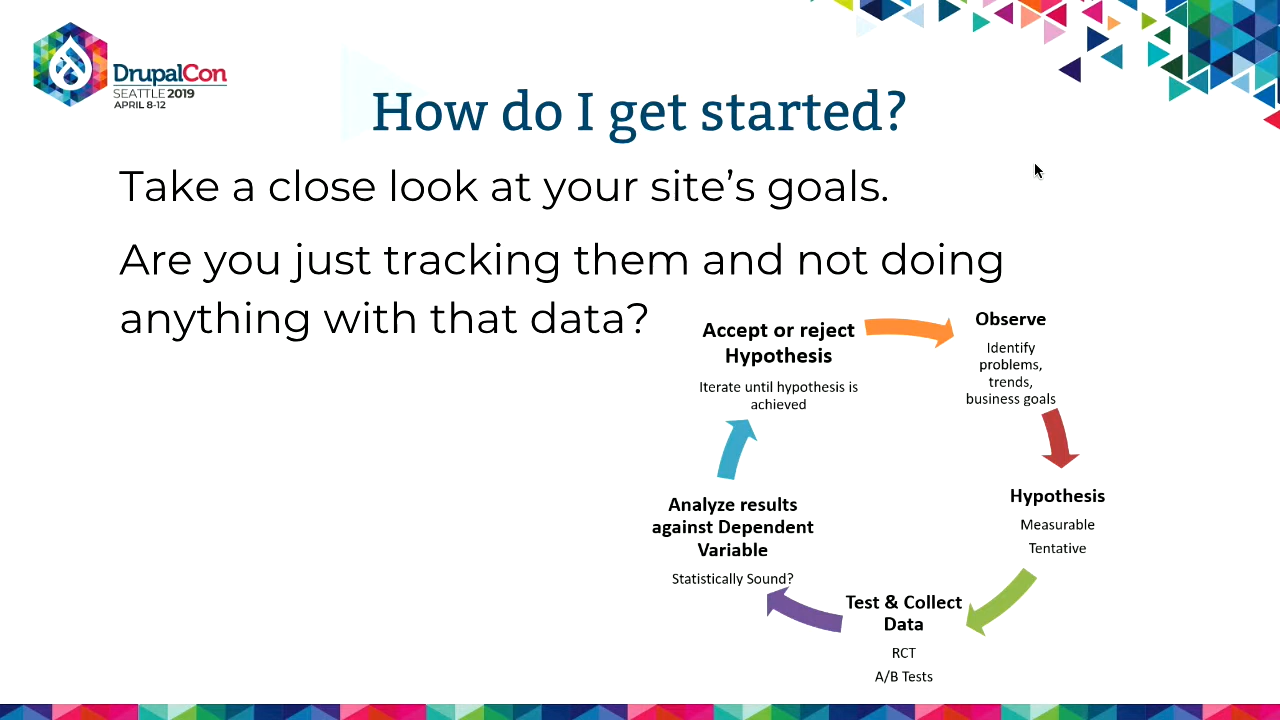 DrupalCon
SEATTLE 2019
APRIL 8-12
How do I get started?
Take a close look at your site’s goals.
Are you just tracking them and not doing
anything with that data?
Observe
Identify
problems,
trends,
business goals
Hypothesis
Measurable
Tentative
Test & Collect
Data
RCT
A/B Tests
Analyze results
against Dependent
Variable
Statistically Sound?
Accept or reject
Hypothesis
Iterate until hypothesis is
achieved